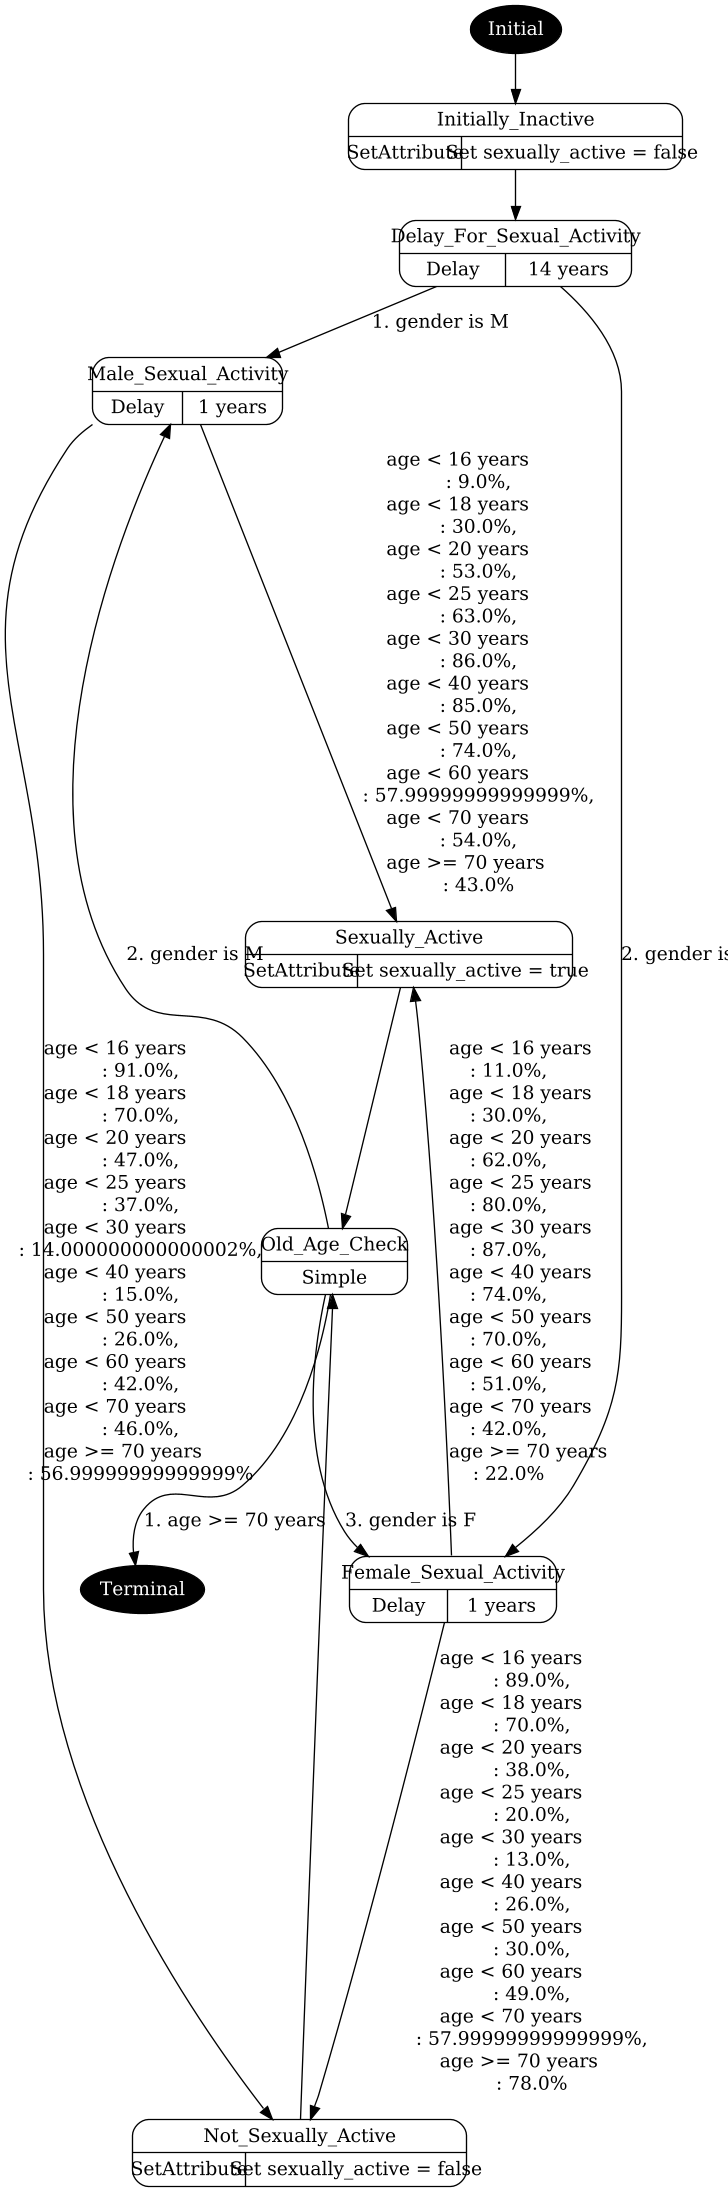 Initial
Initially_Inactive
SetAttribute
Set sexually_active = false
Delay_For_Sexual_Activity
Delay
14 years
1. gender is M
Male_Sexual_Activity
Delay
1 years
age < 16 years
: 9.0%,
age < 18 years
: 30.0%,
age < 20 years
: 53.0%,
age < 25 years
: 63.0%,
age < 30 years
: 86.0%,
age < 40 years
: 85.0%,
age < 50 years
: 74.0%,
age < 60 years
: 57.99999999999999%,
age < 70 years
: 54.0%,
age >= 70 years
: 43.0%
Sexually_Active
SetAttribute
Set sexually_active = true
2. gender is M
2. gender is
age < 16 years
: 91.0%,
age < 18 years
: 70.0%,
age < 20 years
: 47.0%,
age < 25 years
: 37.0%,
age < 30 years
: 14.000000000000002%,
age < 40 years
: 15.0%,
age < 50 years
: 26.0%,
age < 60 years
: 42.0%,
age < 70 years
: 46.0%,
age >= 70 years
: 56.99999999999999%
age < 16 years
: 11.0%,
age < 18 years
: 30.0%,
age < 20 years
: 62.0%,
age < 25 years
: 80.0%,
age < 30 years
: 87.0%,
age < 40 years
: 74.0%,
age < 50 years
: 70.0%,
age < 60 years
: 51.0%,
age < 70 years
: 42.0%,
age >= 70 years
: 22.0%
Old_Age_Check
Simple
1. age >= 70 years
3. gender is F
Terminal
Female_Sexual_Activity
Delay
1 years
age < 16 years
: 89.0%,
age < 18 years
: 70.0%,
age < 20 years
: 38.0%,
age < 25 years
: 20.0%,
age < 30 years
: 13.0%,
age < 40 years
: 26.0%,
age < 50 years
: 30.0%,
age < 60 years
: 49.0%,
age < 70 years
: 57.99999999999999%,
age >= 70 years
: 78.0%
Not_Sexually_Active
SetAttribute
Set sexually_active = false